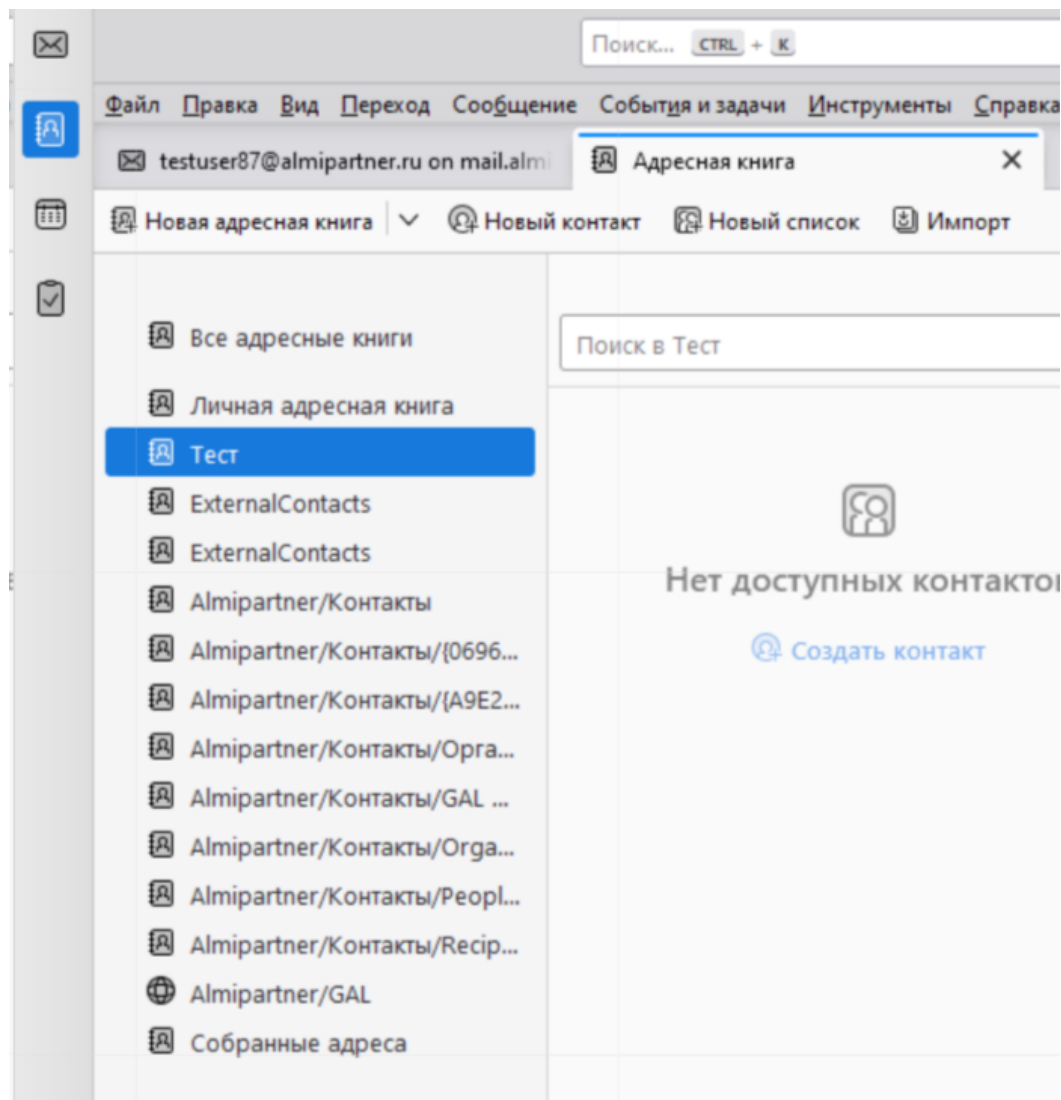 Поиск... CTRL + K
Файл Правка Вид Переход Сообщение События и задачи Инструменты Справка
testuser87@almipartner.ru on mail.almi
Адресная книга
Новая адресная книга Новый контакт Новый список Импорт
Все адресные книги
Поиск в Тест
Личная адресная книга
Тест
ExternalContacts
ExternalContacts
Almipartner/Контакты
Almipartner/Контакты/{0696...
Almipartner/Контакты/{A9E2...
Almipartner/Контакты/Орга...
Almipartner/Контакты/GAL ...
Almipartner/Контакты/Orga...
Almipartner/Контакты/Peopl...
Almipartner/Контакты/Recip...
Almipartner/GAL
Собранные адреса
Нет доступных контактов
Создать контакт